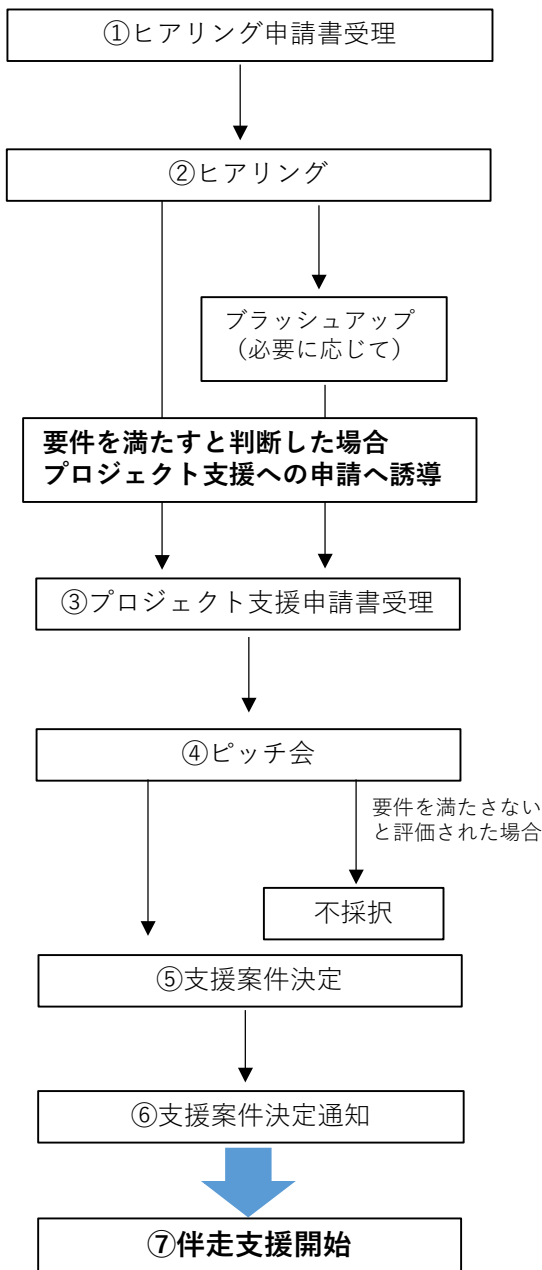 ①ヒアリング申請書受理
②ヒアリング
ブラッシュアップ
（必要に応じて）
要件を満たすと判断した場合
プロジェクト支援への申請へ誘導
③プロジェクト支援申請書受理
④ピッチ会
要件を満たさない
と評価された場合
不採択
⑤支援案件決定
⑥支援案件決定通知
⑦伴走支援開始